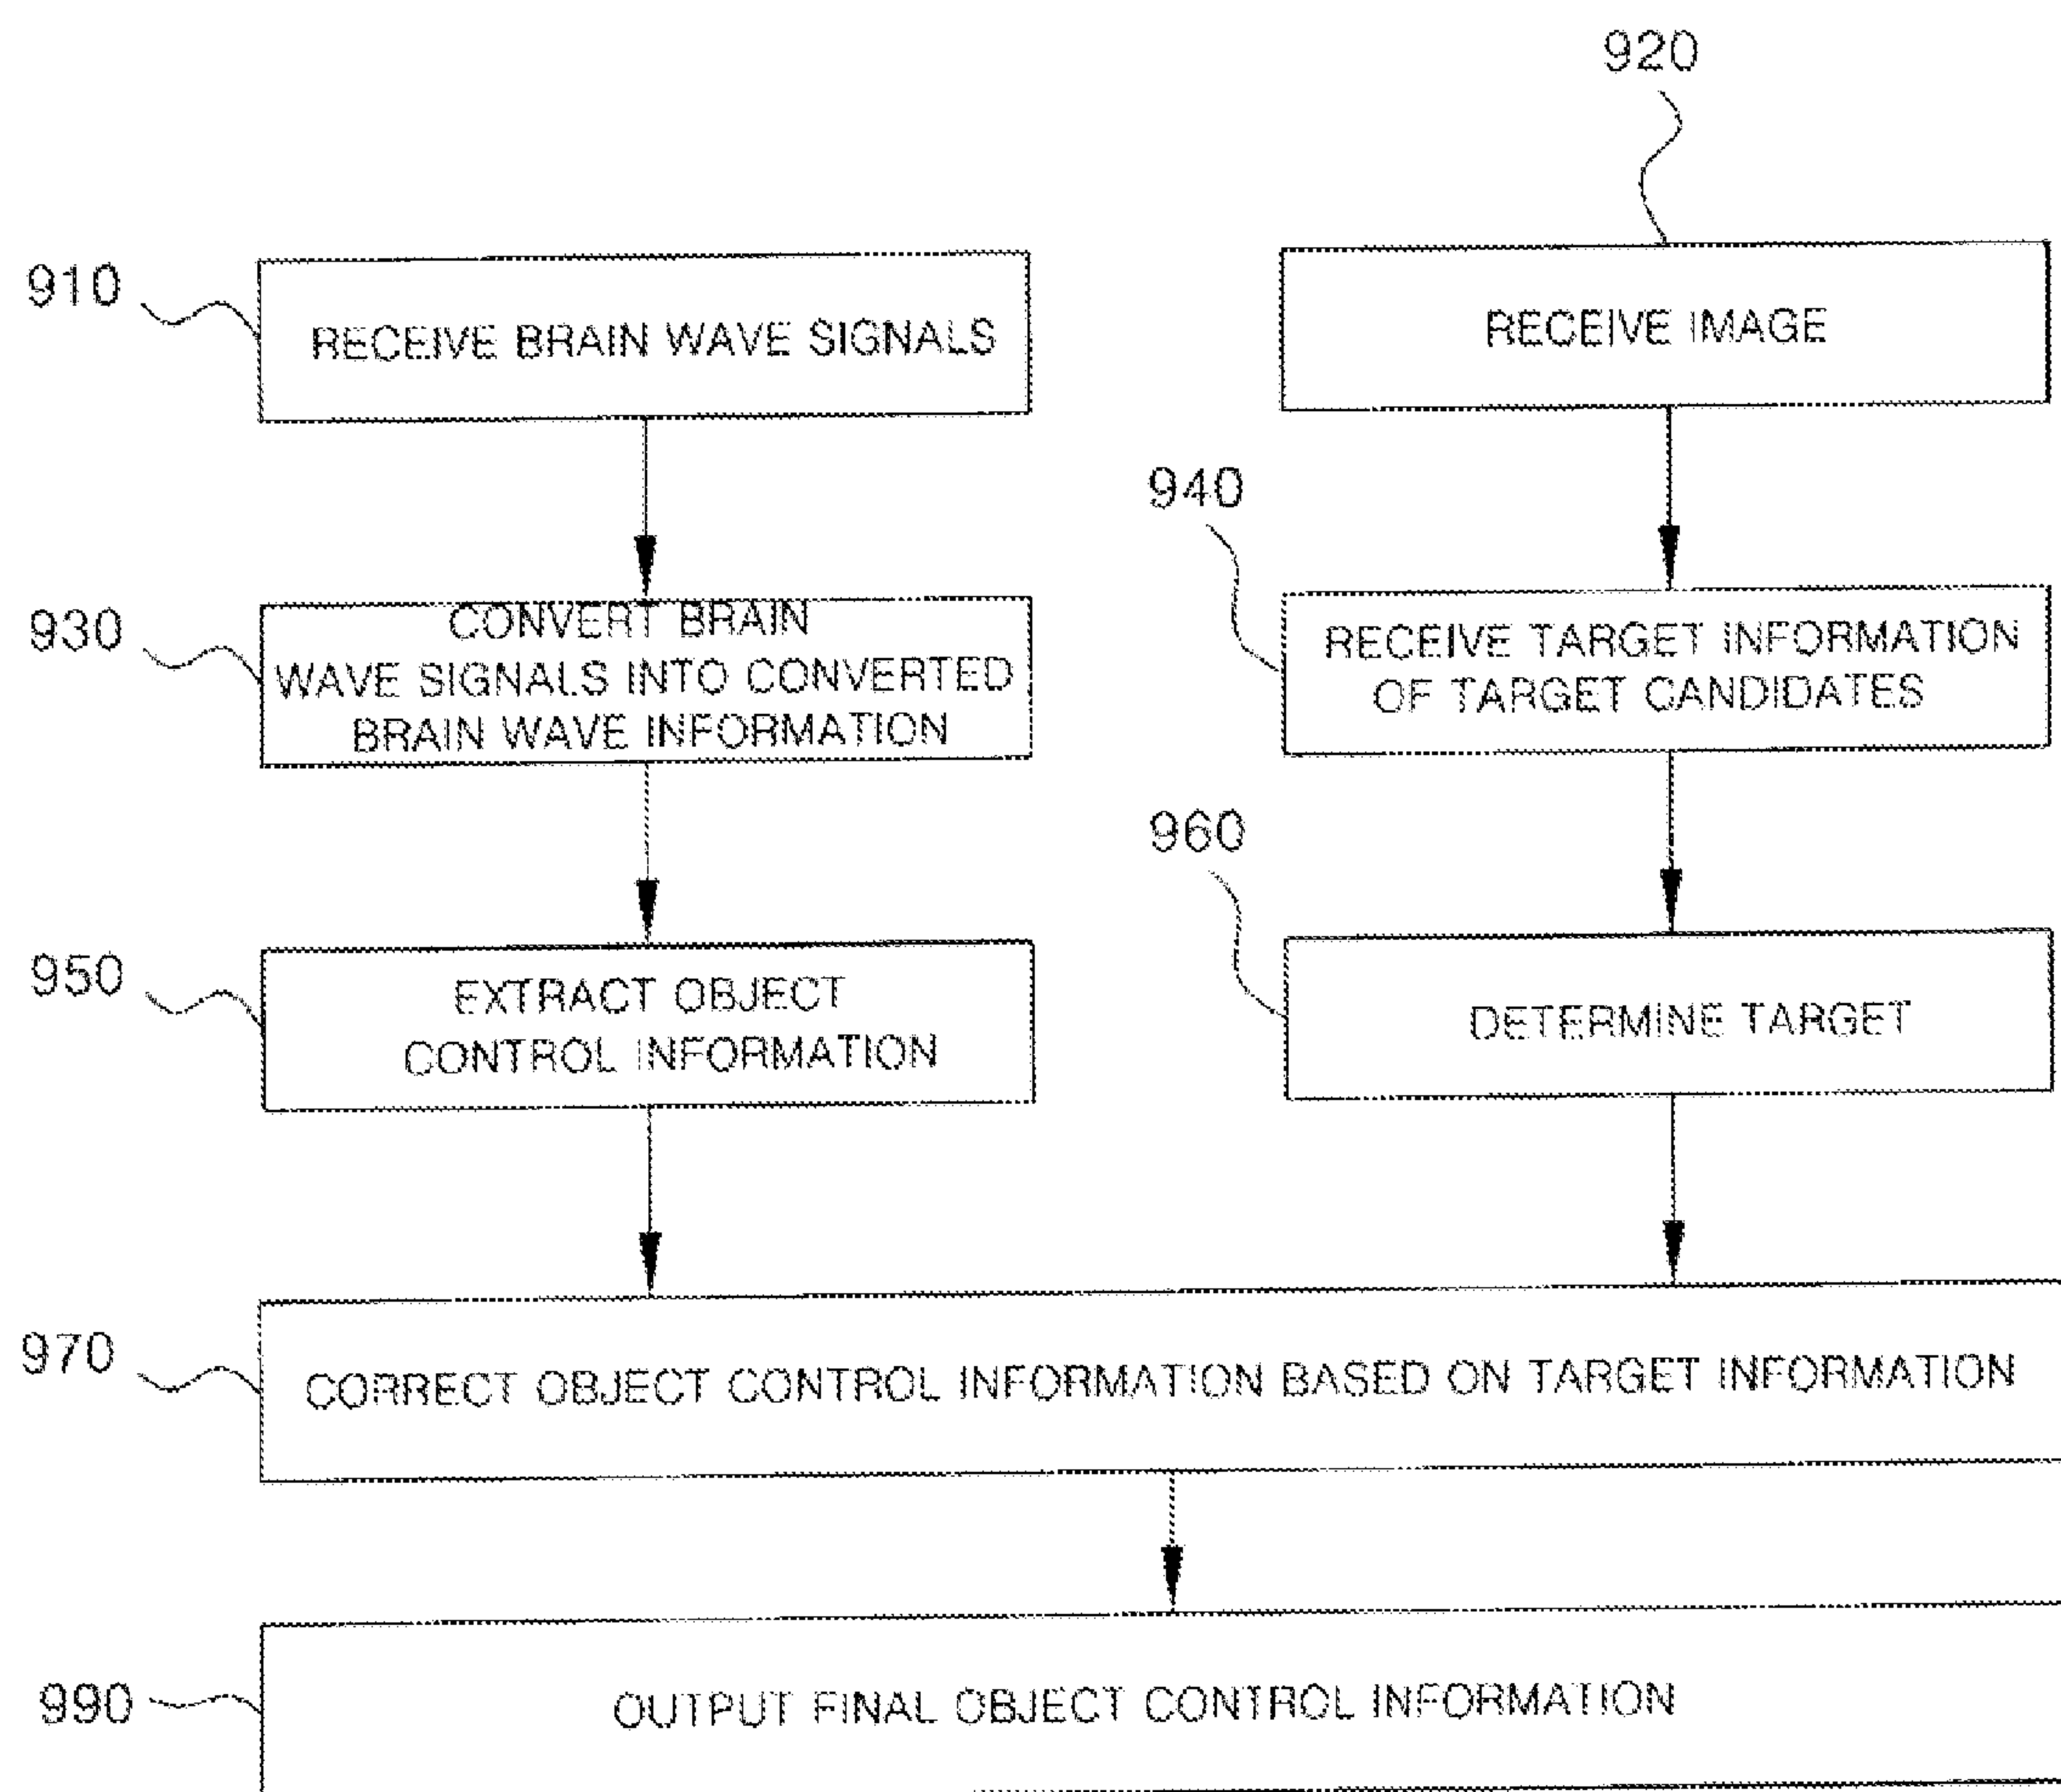 920
910
RECEIVE BRAIN WAVE SIGNALS
RECEIVE IMAGE
940
930
CONVERT BRAIN
WAVE SIGNALS INTO CONVERTED
BRAIN WAVE INFORMATION
RECEIVE TARGET INFORMATION
OF TARGET CANDIDATES
960
950
EXTRACT OBJECT
CONTROL INFORMATION
DETERMINE TARGET
970
CORRECT OBJECT CONTROL INFORMATION BASED ON TARGET INFORMATION
990
OUTPUT FINAL OBJECT CONTROL INFORMATION